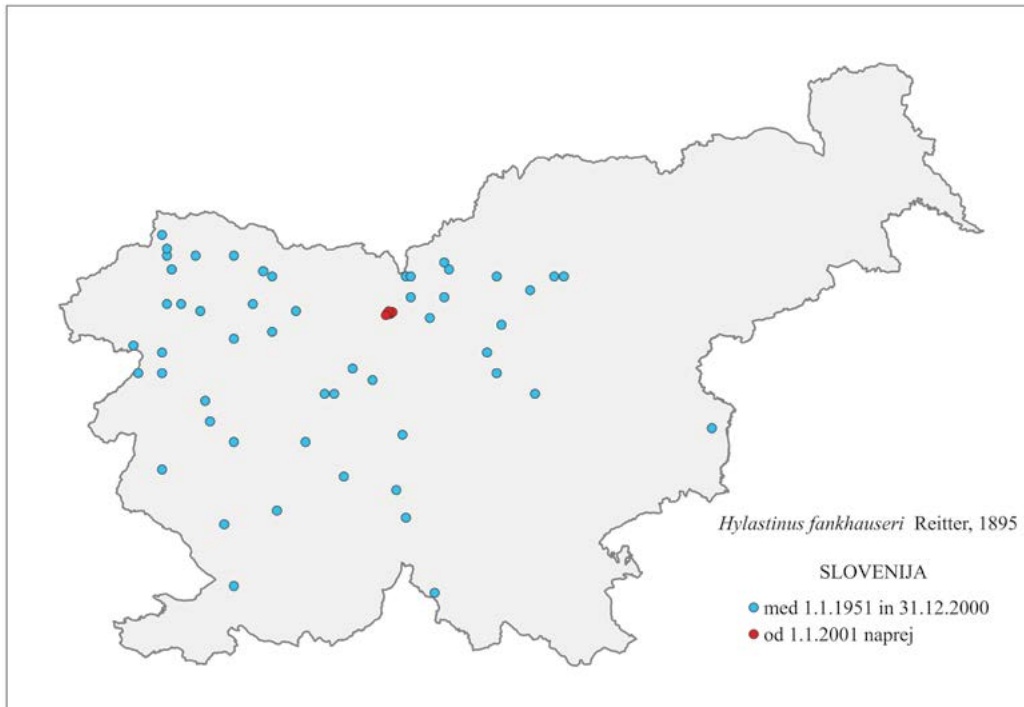 Hylastinus fankhauseri Reitter, 1895
SLOVENIJA
med 1.1.1951 in 31.12.2000
od 1.1.2001 naprej